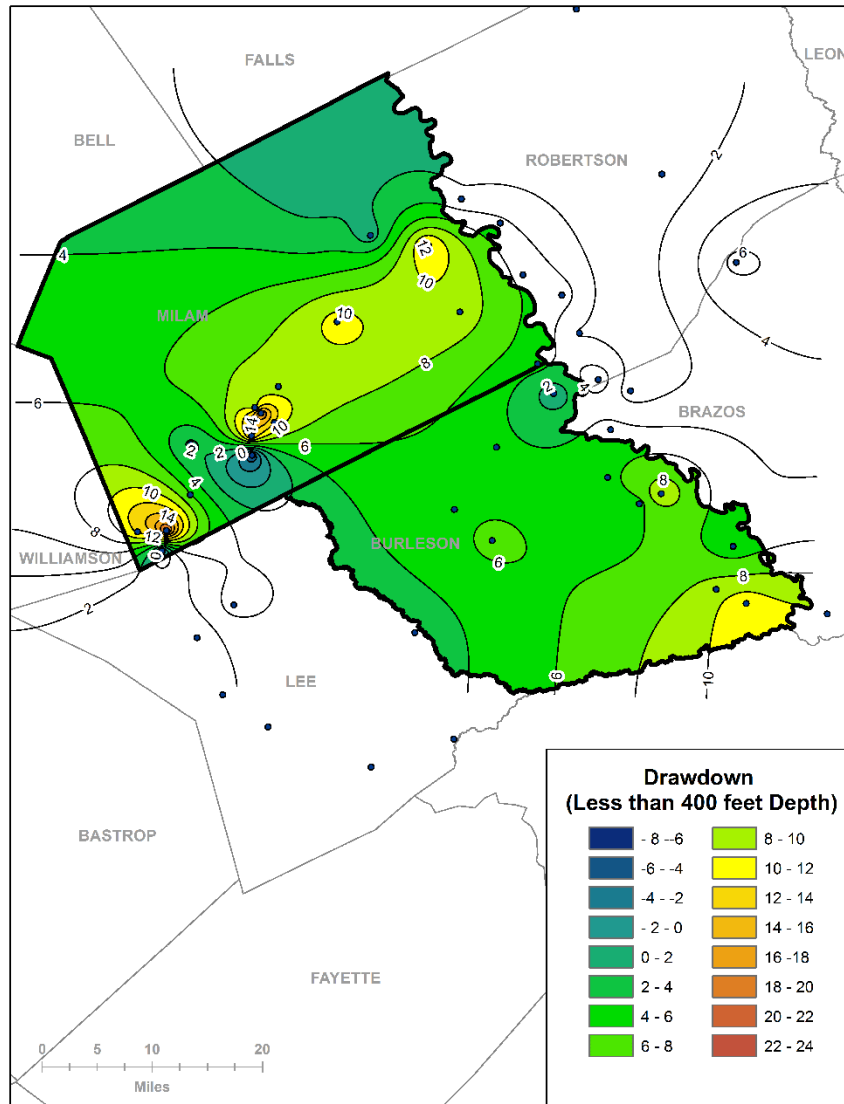 FALLS
LEON
BELL
ROBERTSON
2
12
4
6
10
MILAM
10
4
8
6
4
2
BRAZOS
14
10
2
2
0
6
4
8
10
14
8
12
WILLIAMSON
0
BURLESON
6
8
2
LEE
6
10
Drawdown
(Less than 400 feet Depth)
- 8 --6
8 - 10
-6 - -4
10 - 12
-4 - -2
12 - 14
- 2 - 0
14 - 16
0 - 2
16 -18
2 - 4
18 - 20
4 - 6
20 - 22
6 - 8
22 - 24
BASTROP
FAYETTE
0 5 10 20
Miles